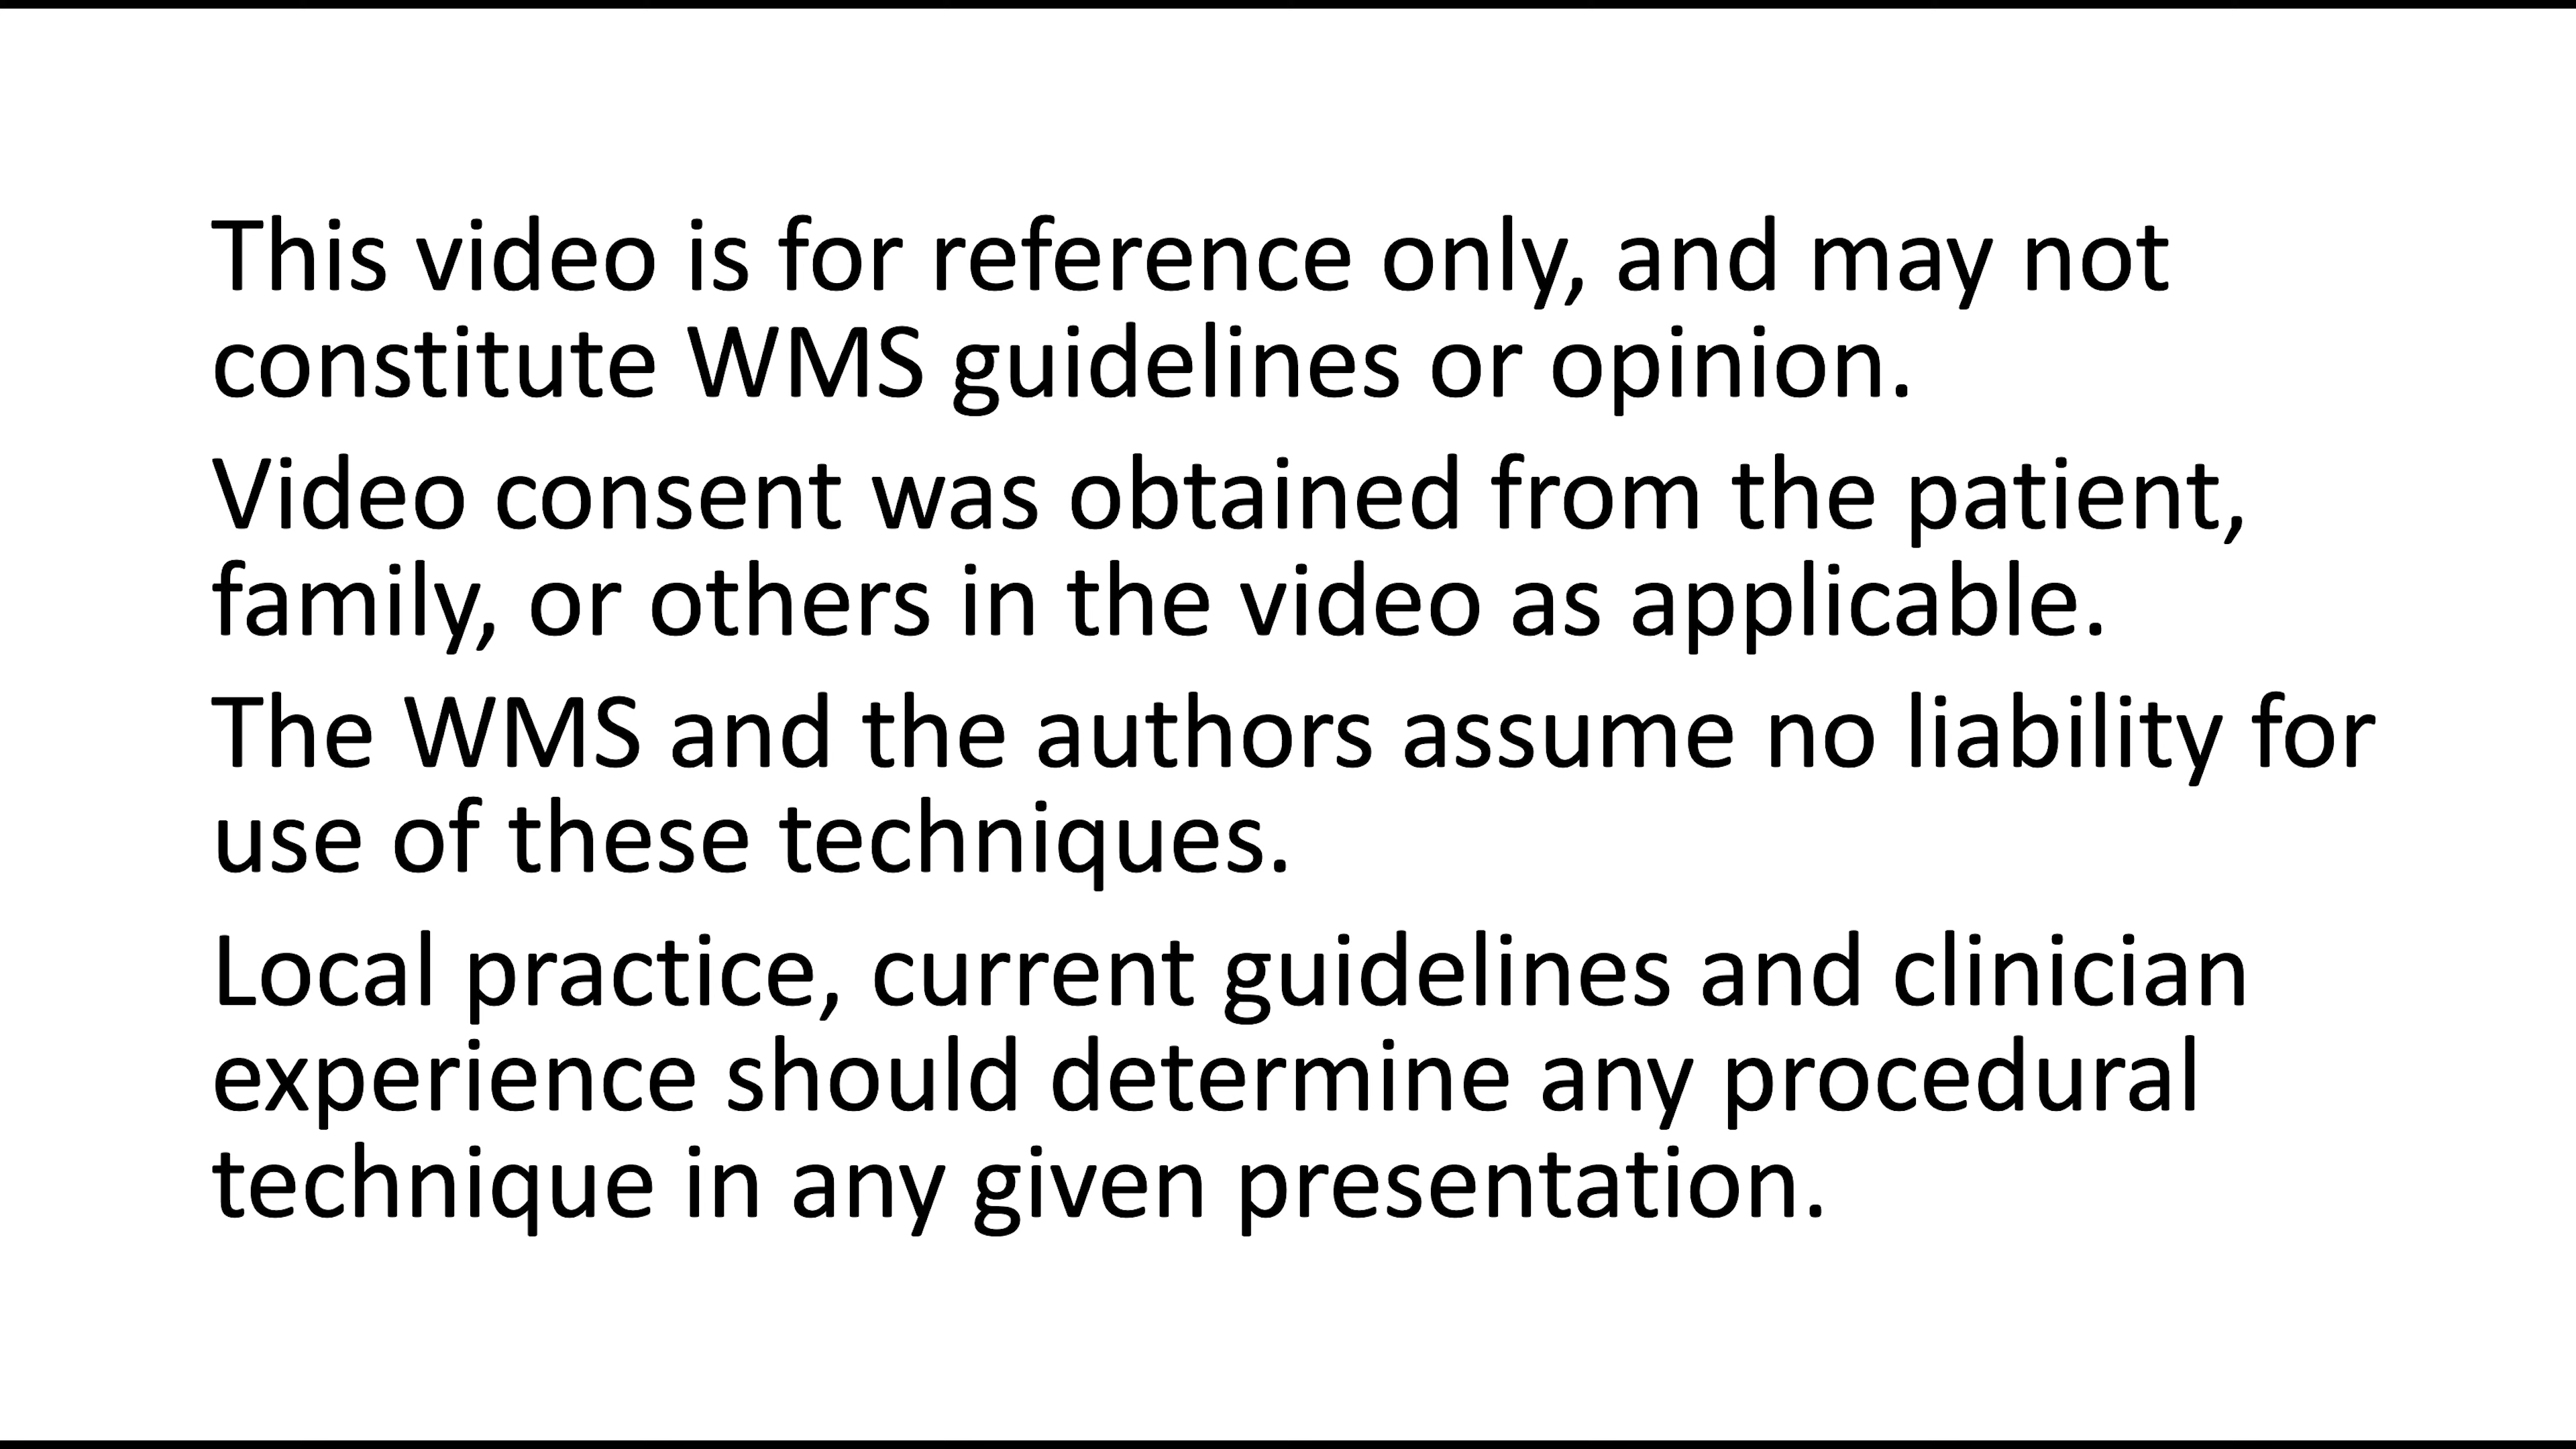 This video is for reference only, and may not
constitute WMS guidelines or opinion.
Video consent was obtained from the patient,
family, or others in the video as applicable.
The WMS and the authors assume no liability for
use of these techniques.
Local practice, current guidelines and clinician
experience should determine any procedural
technique in any given presentation.